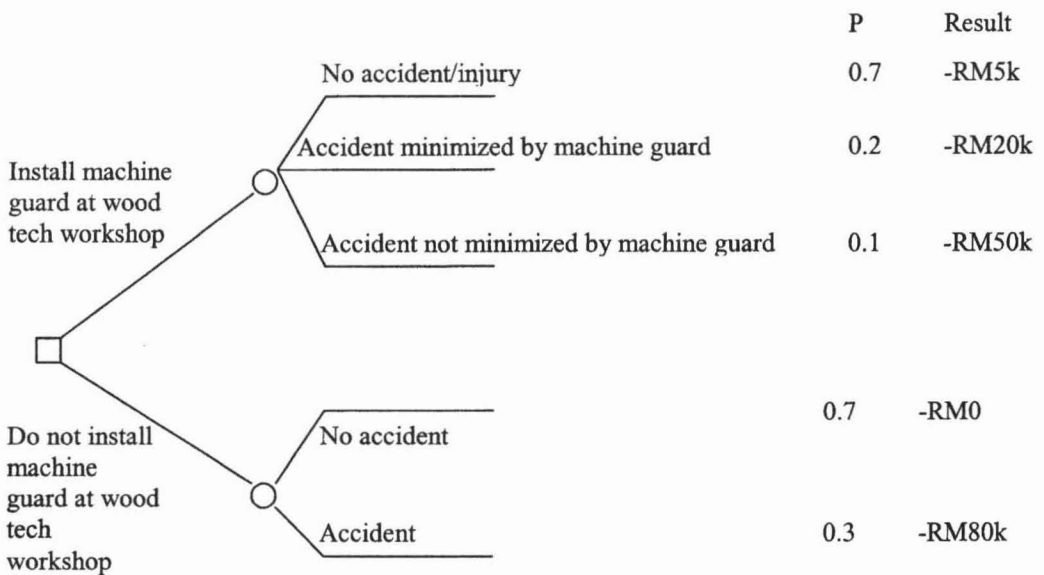 P Result
No accident/injury 0.7 -RM5k
Accident minimized by machine guard 0.2 -RM20k
Install machine
guard at wood
tech workshop
Accident not minimized by machine guard 0.1 -RM50k
0.7 -RM0
No accident
Do not install
machine
guard at wood
tech
workshop
Accident 0.3 -RM80k